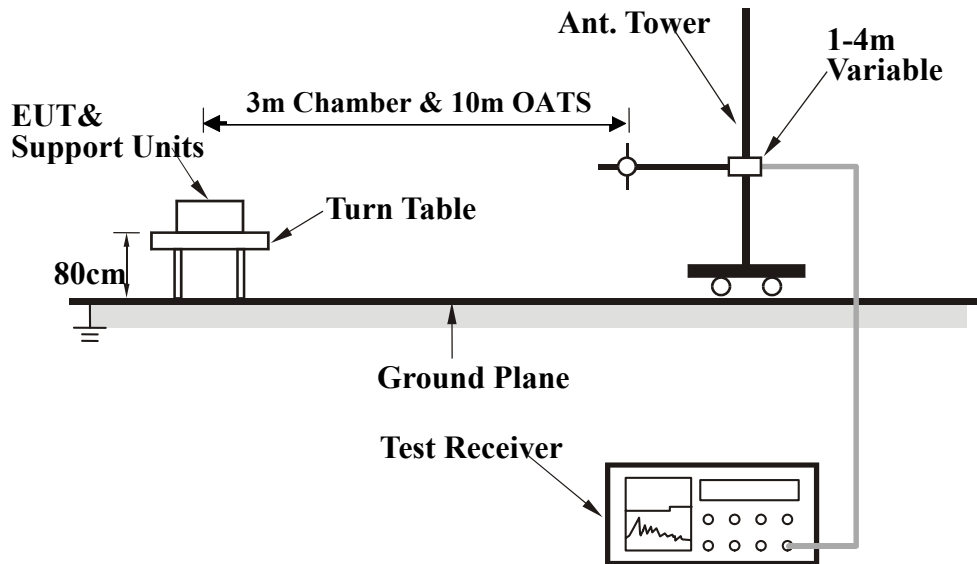 Ant. Tower
1-4m
Variable
3m Chamber & 10m OATS
EUT&
Support Units
Turn Table
80cm
Ground Plane
Test Receiver